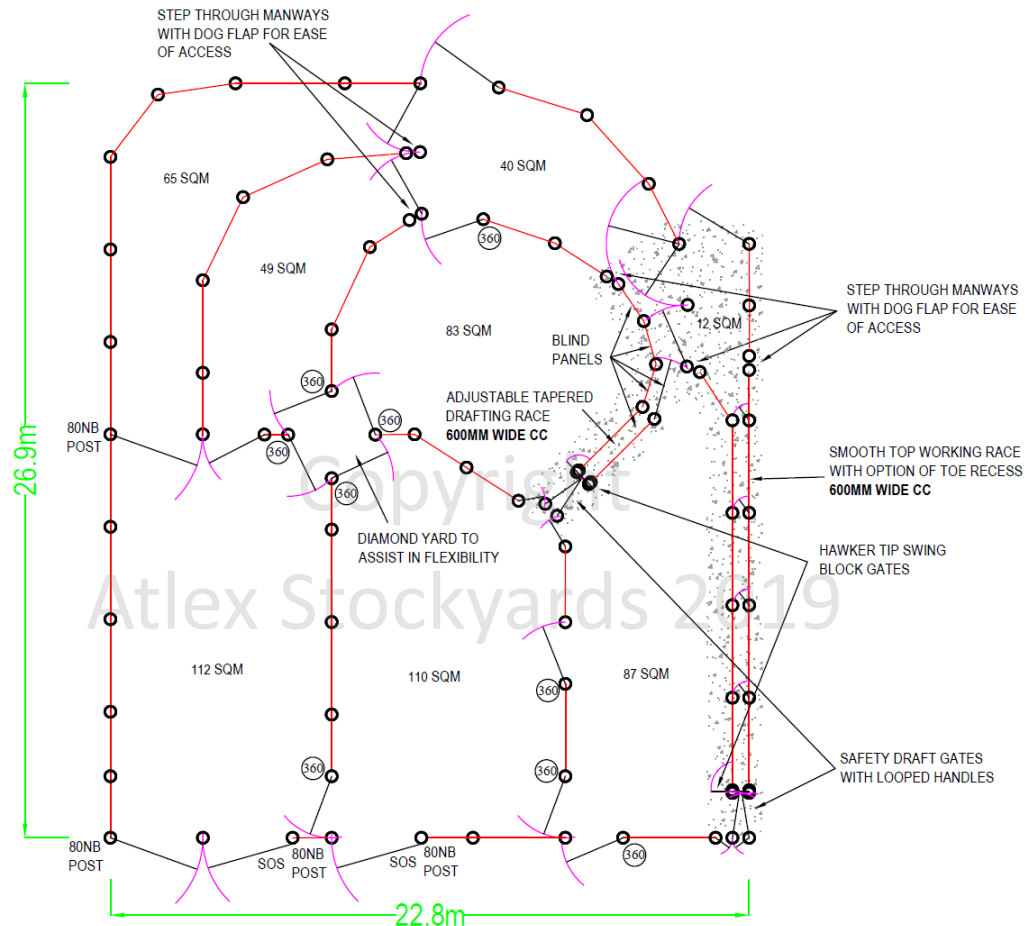 STEP THROUGH MANWAYS
WITH DOG FLAP FOR EASE
OF ACCESS
65 SQM
40 SQM
49 SQM
360
STEP THROUGH MANWAYS
WITH DOG FLAP FOR EASE
OF ACCESS
83 SQM
12 SQM
BLIND
PANELS
360
ADJUSTABLE TAPERED
DRAFTING RACE
600MM WIDE CC
360
80NB
POST
360
360
26.9m
Copyright
SMOOTH TOP WORKING RACE
WITH OPTION OF TOE RECESS
600MM WIDE CC
DIAMOND YARD TO
ASSIST IN FLEXIBILITY
HAWKER TIP SWING
BLOCK GATES
Atlex Stockyards 2019
112 SQM
110 SQM
87 SQM
360
360
360
SAFETY DRAFT GATES
WITH LOOPED HANDLES
80NB
POST
SOS
80NB
POST
SOS
80NB
POST
360
22.8m